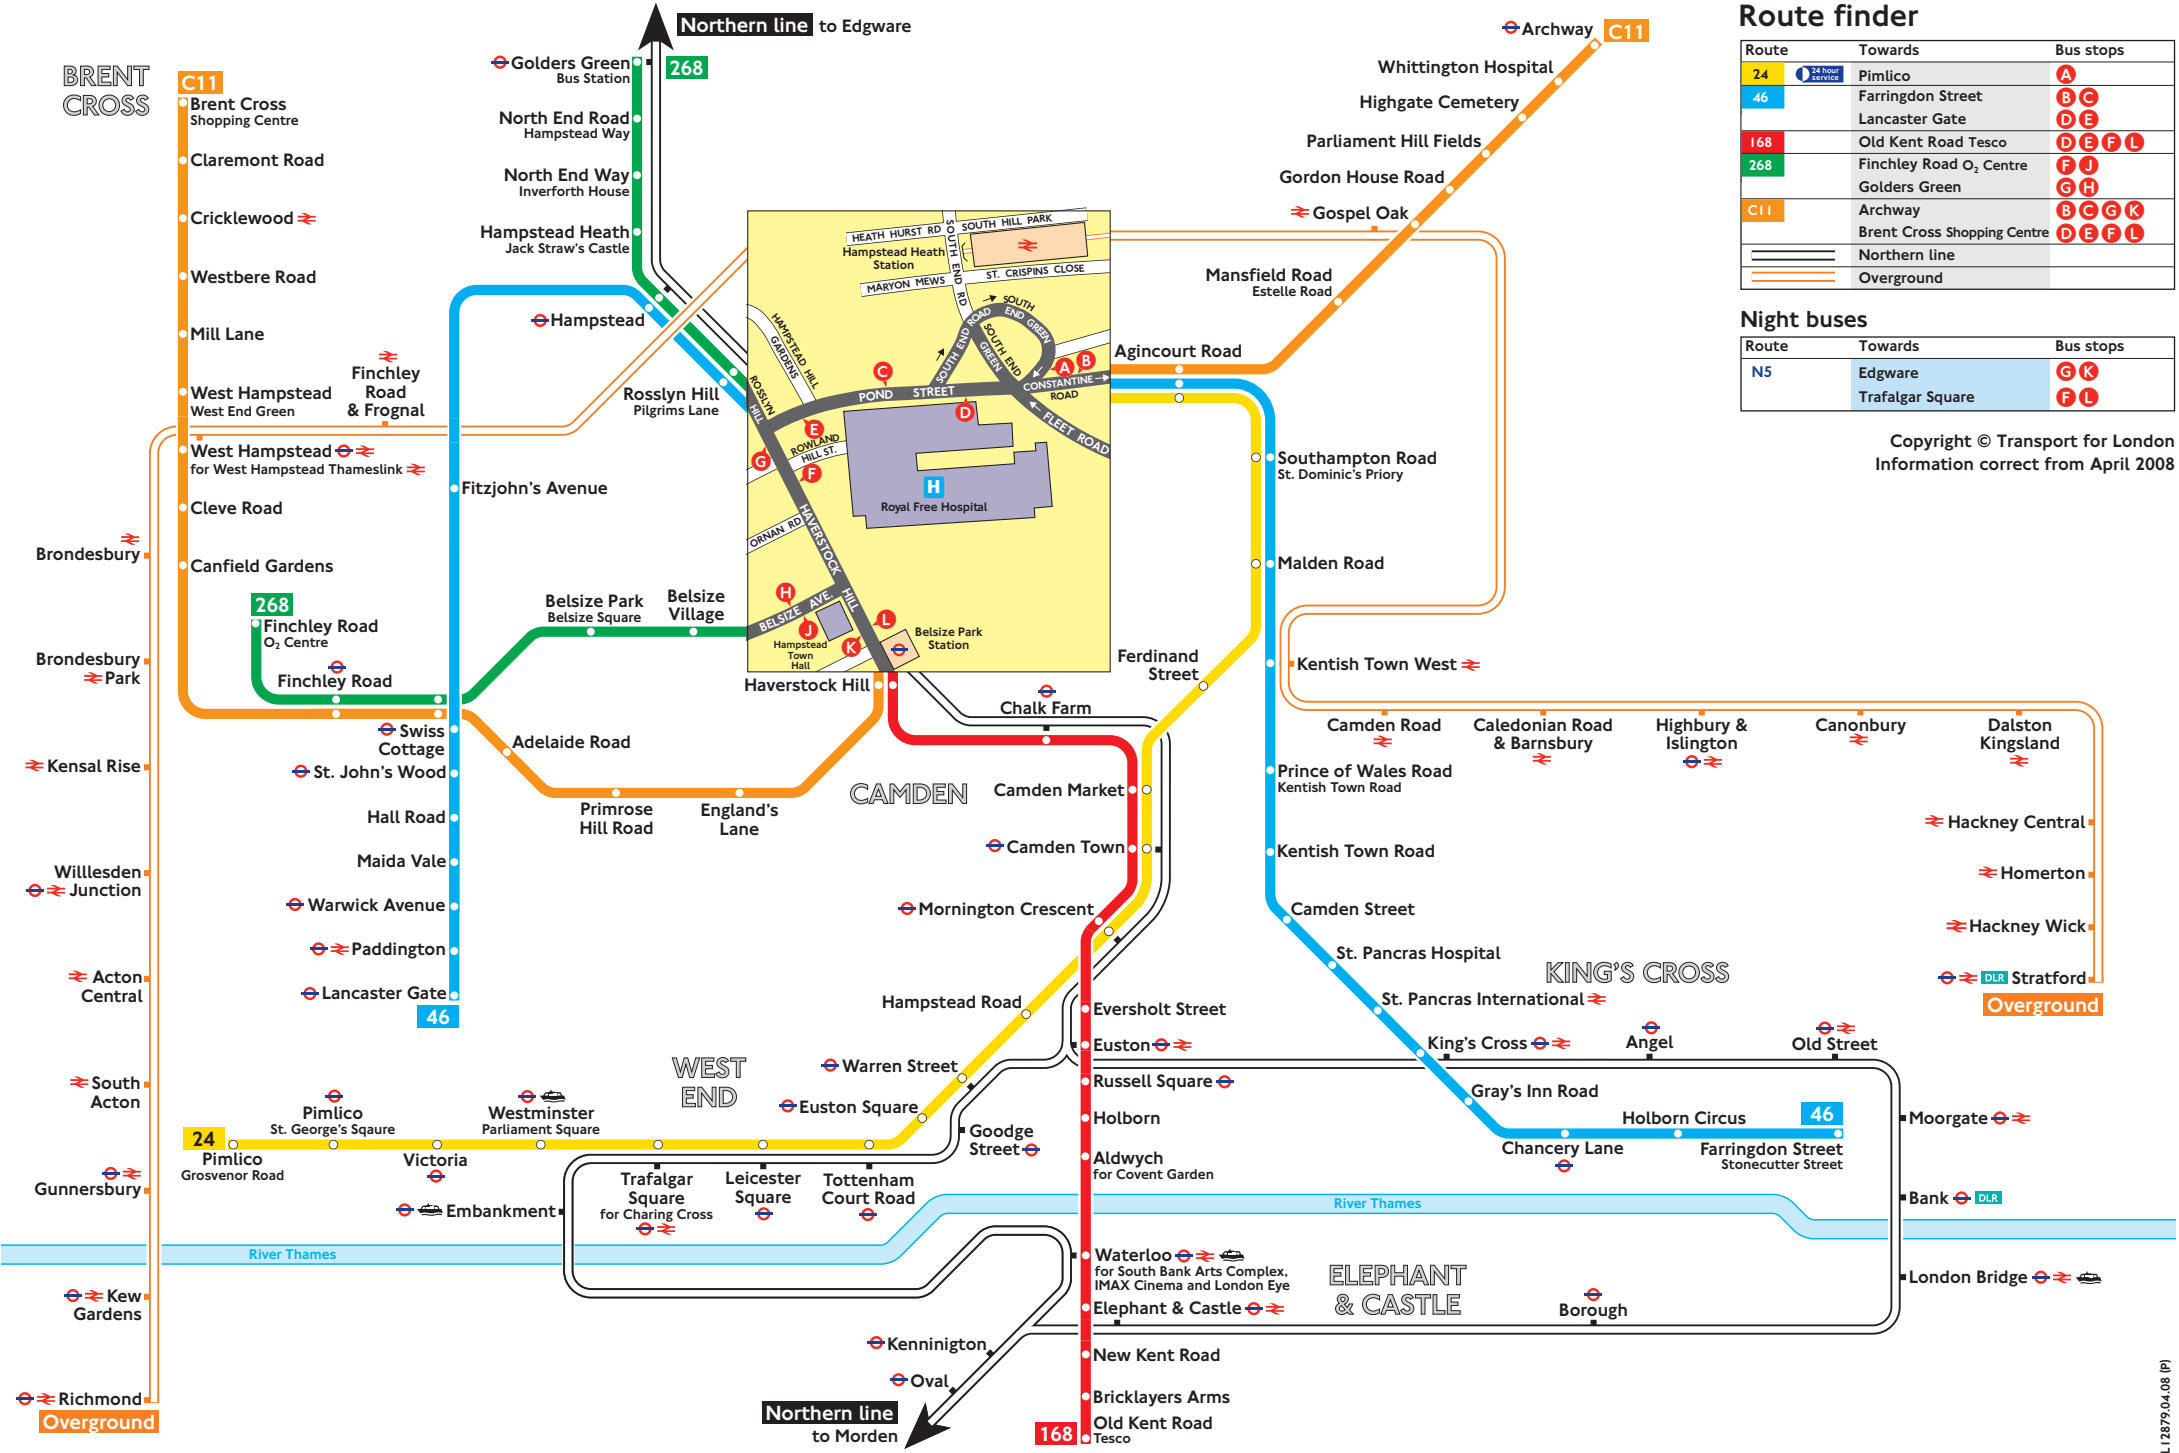 Northern line to Edgware
BRENT
CROSS
C11
Brent Cross
Shopping Centre
Claremont Road
Cricklewood
Westbere Road
Mill Lane
West Hampstead
West End Green
West Hampstead
for West Hampstead Thameslink
Cleve Road
Canfield Gardens
Finchley
Road
& Frognal
Golders Green
Bus Station
268
North End Road
Hampstead Way
North End Way
Inverforth House
Hampstead Heath
Jack Straw's Castle
Hampstead
Rosslyn Hill
Pilgrims Lane
Fitzjohn's Avenue
268
Finchley Road
O2 Centre
Finchley Road
Belsize Park
Belsize Square
Belsize
Village
Swiss
Cottage
St. John's Wood
Hall Road
Maida Vale
Warwick Avenue
Paddington
Lancaster Gate
46
Adelaide Road
Primrose
Hill Road
England's
Lane
Haverstock Hill
Brondesbury
Brondesbury
Park
Kensal Rise
Willlesden
Junction
Acton
Central
South
Acton
Gunnersbury
Kew
Gardens
Richmond
Overground
HEATH HURST RD
SOUTH HILL PARK
SOUTH END RD
Hampstead Heath
Station
MARYON MEWS
ST. CRISPINS CLOSE
HAMPSTEAD HILL
GARDENS
ROSSLYN
HILL
SOUTH END ROAD
SOUTH
END GREEN
SOUTH END
GREEN
C
A
B
POND STREET
CONSTANTINE
ROAD
FLEET ROAD
D
E
ROWLAND
HILL ST.
G
F
H
Royal Free Hospital
HAVERSTOCK
HILL
ORNAN RD
H
BELSIZE AVE.
J
L
K
Hampstead
Town
Hall
Belsize Park
Station
Archway
C11
Whittington Hospital
Highgate Cemetery
Parliament Hill Fields
Gordon House Road
Gospel Oak
Mansfield Road
Estelle Road
Agincourt Road
Southampton Road
St. Dominic's Priory
Malden Road
Ferdinand
Street
Kentish Town West
Chalk Farm
CAMDEN
Camden Market
Camden Town
Mornington Crescent
Prince of Wales Road
Kentish Town Road
Kentish Town Road
Camden Street
St. Pancras Hospital
St. Pancras International
KING'S CROSS
King's Cross
Angel
Old Street
Gray's Inn Road
Chancery Lane
Holborn Circus
46
Farringdon Street
Stonecutter Street
Camden Road
Caledonian Road
& Barnsbury
Highbury &
Islington
Canonbury
Dalston
Kingsland
Hackney Central
Homerton
Hackney Wick
DLR Stratford
Overground
Moorgate
Bank DLR
London Bridge
Hampstead Road
WEST
END
Warren Street
Euston Square
Goodge
Street
24
Pimlico
Grosvenor Road
Pimlico
St. George's Sqaure
Victoria
Westminster
Parliament Square
Embankment
Trafalgar
Square
for Charing Cross
Leicester
Square
Tottenham
Court Road
Eversholt Street
Euston
Russell Square
Holborn
Aldwych
for Covent Garden
River Thames
River Thames
Waterloo
for South Bank Arts Complex,
IMAX Cinema and London Eye
ELEPHANT
& CASTLE
Elephant & Castle
Borough
New Kent Road
Bricklayers Arms
168
Old Kent Road
Tesco
Kennington
Oval
Northern line
to Morden
Route finder
Route Towards Bus stops
24 24 hour service Pimlico A
46 Farringdon Street B C
Lancaster Gate D E
168 Old Kent Road Tesco D E F L
268 Finchley Road O2 Centre F J
Golders Green G H
C11 Archway B C G K
Brent Cross Shopping Centre D E F L
Northern line
Overground
Night buses
Route Towards Bus stops
N5 Edgware G K
Trafalgar Square F L
Copyright © Transport for London
Information correct from April 2008
L12879.04.08 (P)